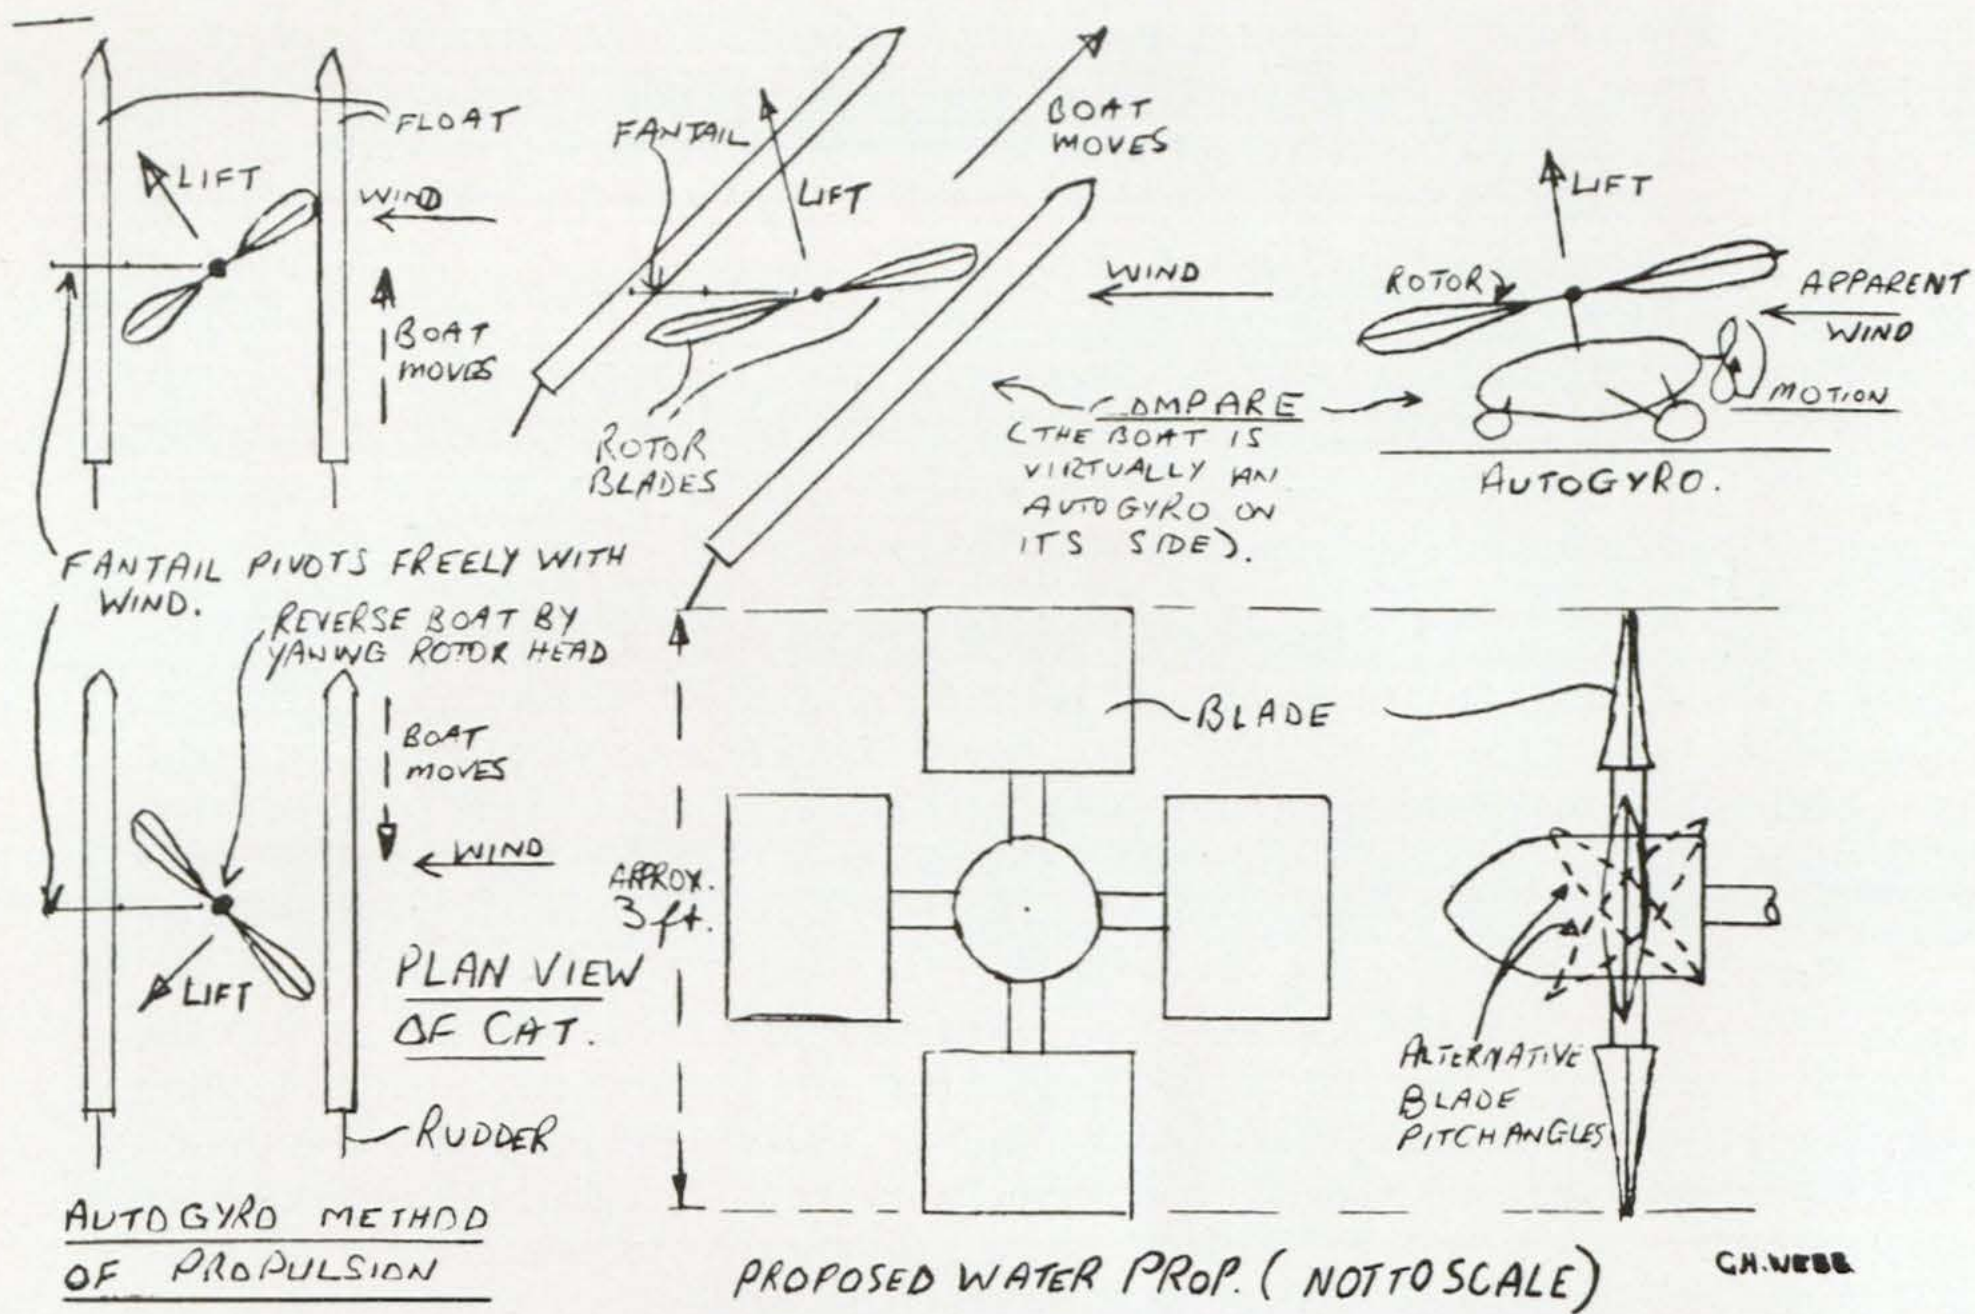 FLOAT
LIFT
WIND
BOAT
MOVES
FANTAIL
LIFT
BOAT
MOVES
WIND
ROTOR
BLADES
LIFT
ROTOR
APPARENT
WIND
MOTION
AUTOGYRO.
COMPARE
(THE BOAT IS
VIRTUALLY AN
AUTOGYRO ON
ITS SIDE).
FANTAIL PIVOTS FREELY WITH
WIND.
REVERSE BOAT BY
YAWING ROTOR HEAD
BOAT
MOVES
WIND
LIFT
PLAN VIEW
OF CAT.
RUDDER
AUTOGYRO METHOD
OF PROPULSION
APPROX.
3 ft.
BLADE
ALTERNATIVE
BLADE
PITCH ANGLES
PROPOSED WATER PROP. (NOT TO SCALE)
G.H. WEBB